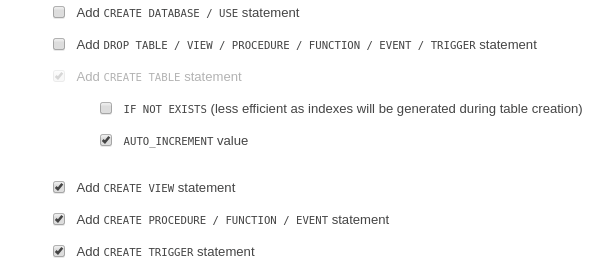 Add CREATE DATABASE / USE statement
Add DROP TABLE / VIEW / PROCEDURE / FUNCTION / EVENT / TRIGGER statement
Add CREATE TABLE statement
IF NOT EXISTS (less efficient as indexes will be generated during table creation)
AUTO_INCREMENT value
Add CREATE VIEW statement
Add CREATE PROCEDURE / FUNCTION / EVENT statement
Add CREATE TRIGGER statement